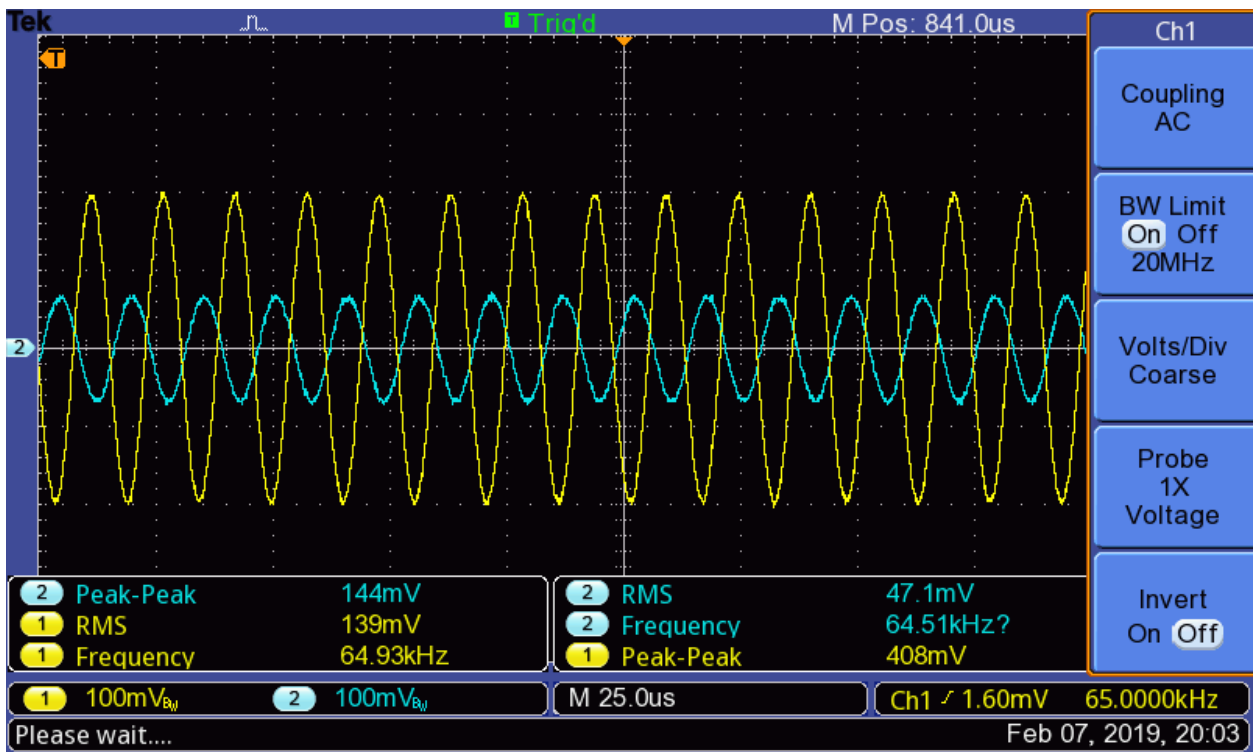 Tek T Trig'd M Pos: 841.0us
Ch1
T
Coupling
AC
BW Limit
On Off
20MHz
2
Volts/Div
Coarse
Probe
1X
Voltage
Invert
On Off
2 Peak-Peak 144mV
1 RMS 139mV
1 Frequency 64.93kHz
2 RMS 47.1mV
2 Frequency 64.51kHz?
1 Peak-Peak 408mV
1 100mVBW 2 100mVBW M 25.0us Ch1 1.60mV 65.0000kHz
Please wait.... Feb 07, 2019, 20:03